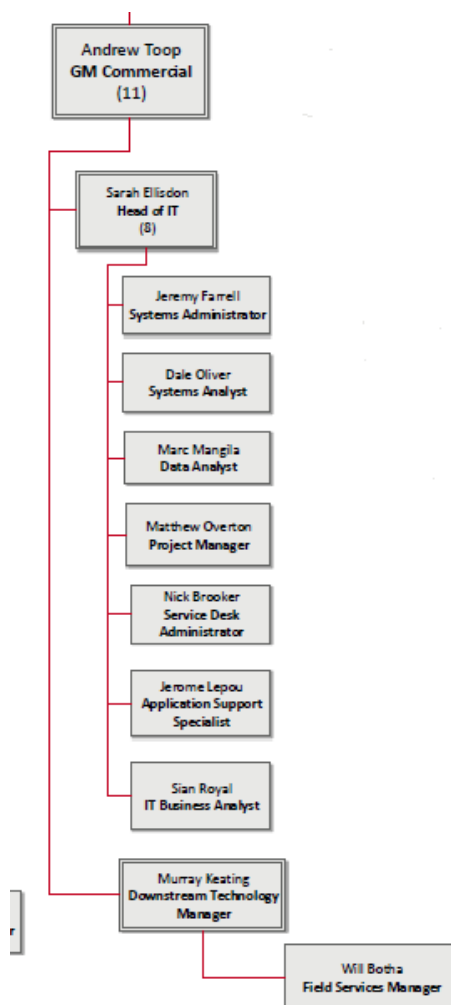 Andrew Toop
GM Commercial
(11)
Sarah Ellisdon
Head of IT
(8)
Jeremy Farrell
Systems Administrator
Dale Oliver
Systems Analyst
Marc Mangila
Data Analyst
Matthew Overton
Project Manager
Nick Brooker
Service Desk
Administrator
Jerome Lepou
Application Support
Specialist
Sian Royal
IT Business Analyst
Murray Keating
Downstream Technology
Manager
r
Will Botha
Field Services Manager